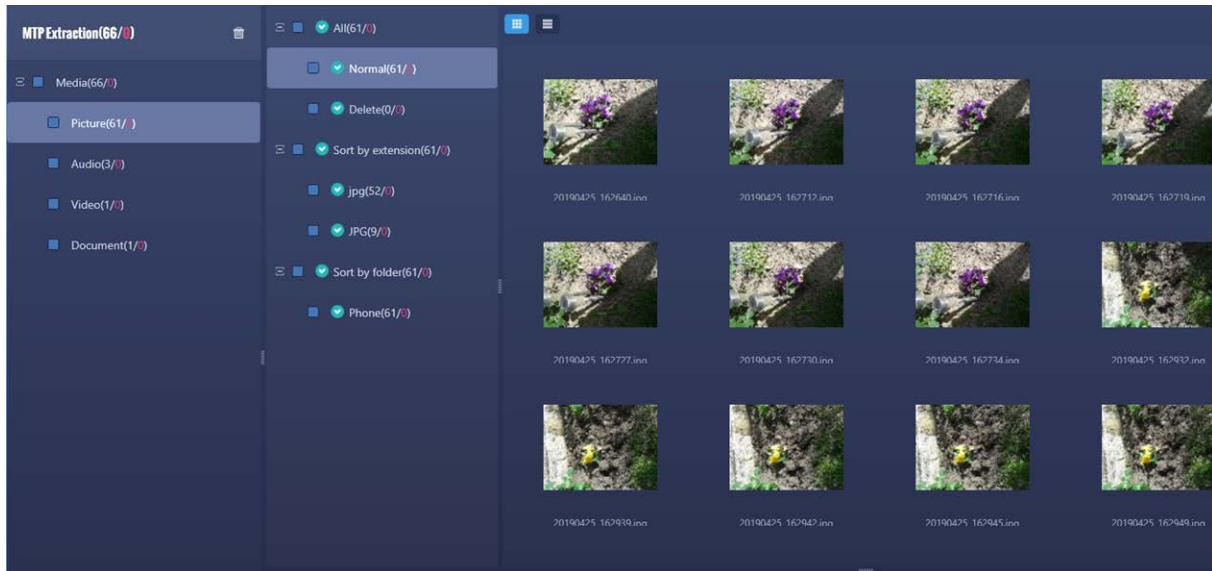 MTP Extraction(66/0)
Media(66/0)
Picture(61/ )
Audio(3/0)
Video(1/0)
Document(1/0)
All(61/0)
Normal(61/ )
Delete(0/0)
Sort by extension(61/0)
jpg(52/0)
JPG(9/0)
Sort by folder(61/0)
Phone(61/0)
20190425_162640.jpg
20190425_162712.jpg
20190425_162716.jpg
20190425_162719.jpg
20190425_162727.jpg
20190425_162730.jpg
20190425_162734.jpg
20190425_162932.jpg
20190425_162939.jpg
20190425_162942.jpg
20190425_162945.jpg
20190425_162949.jpg